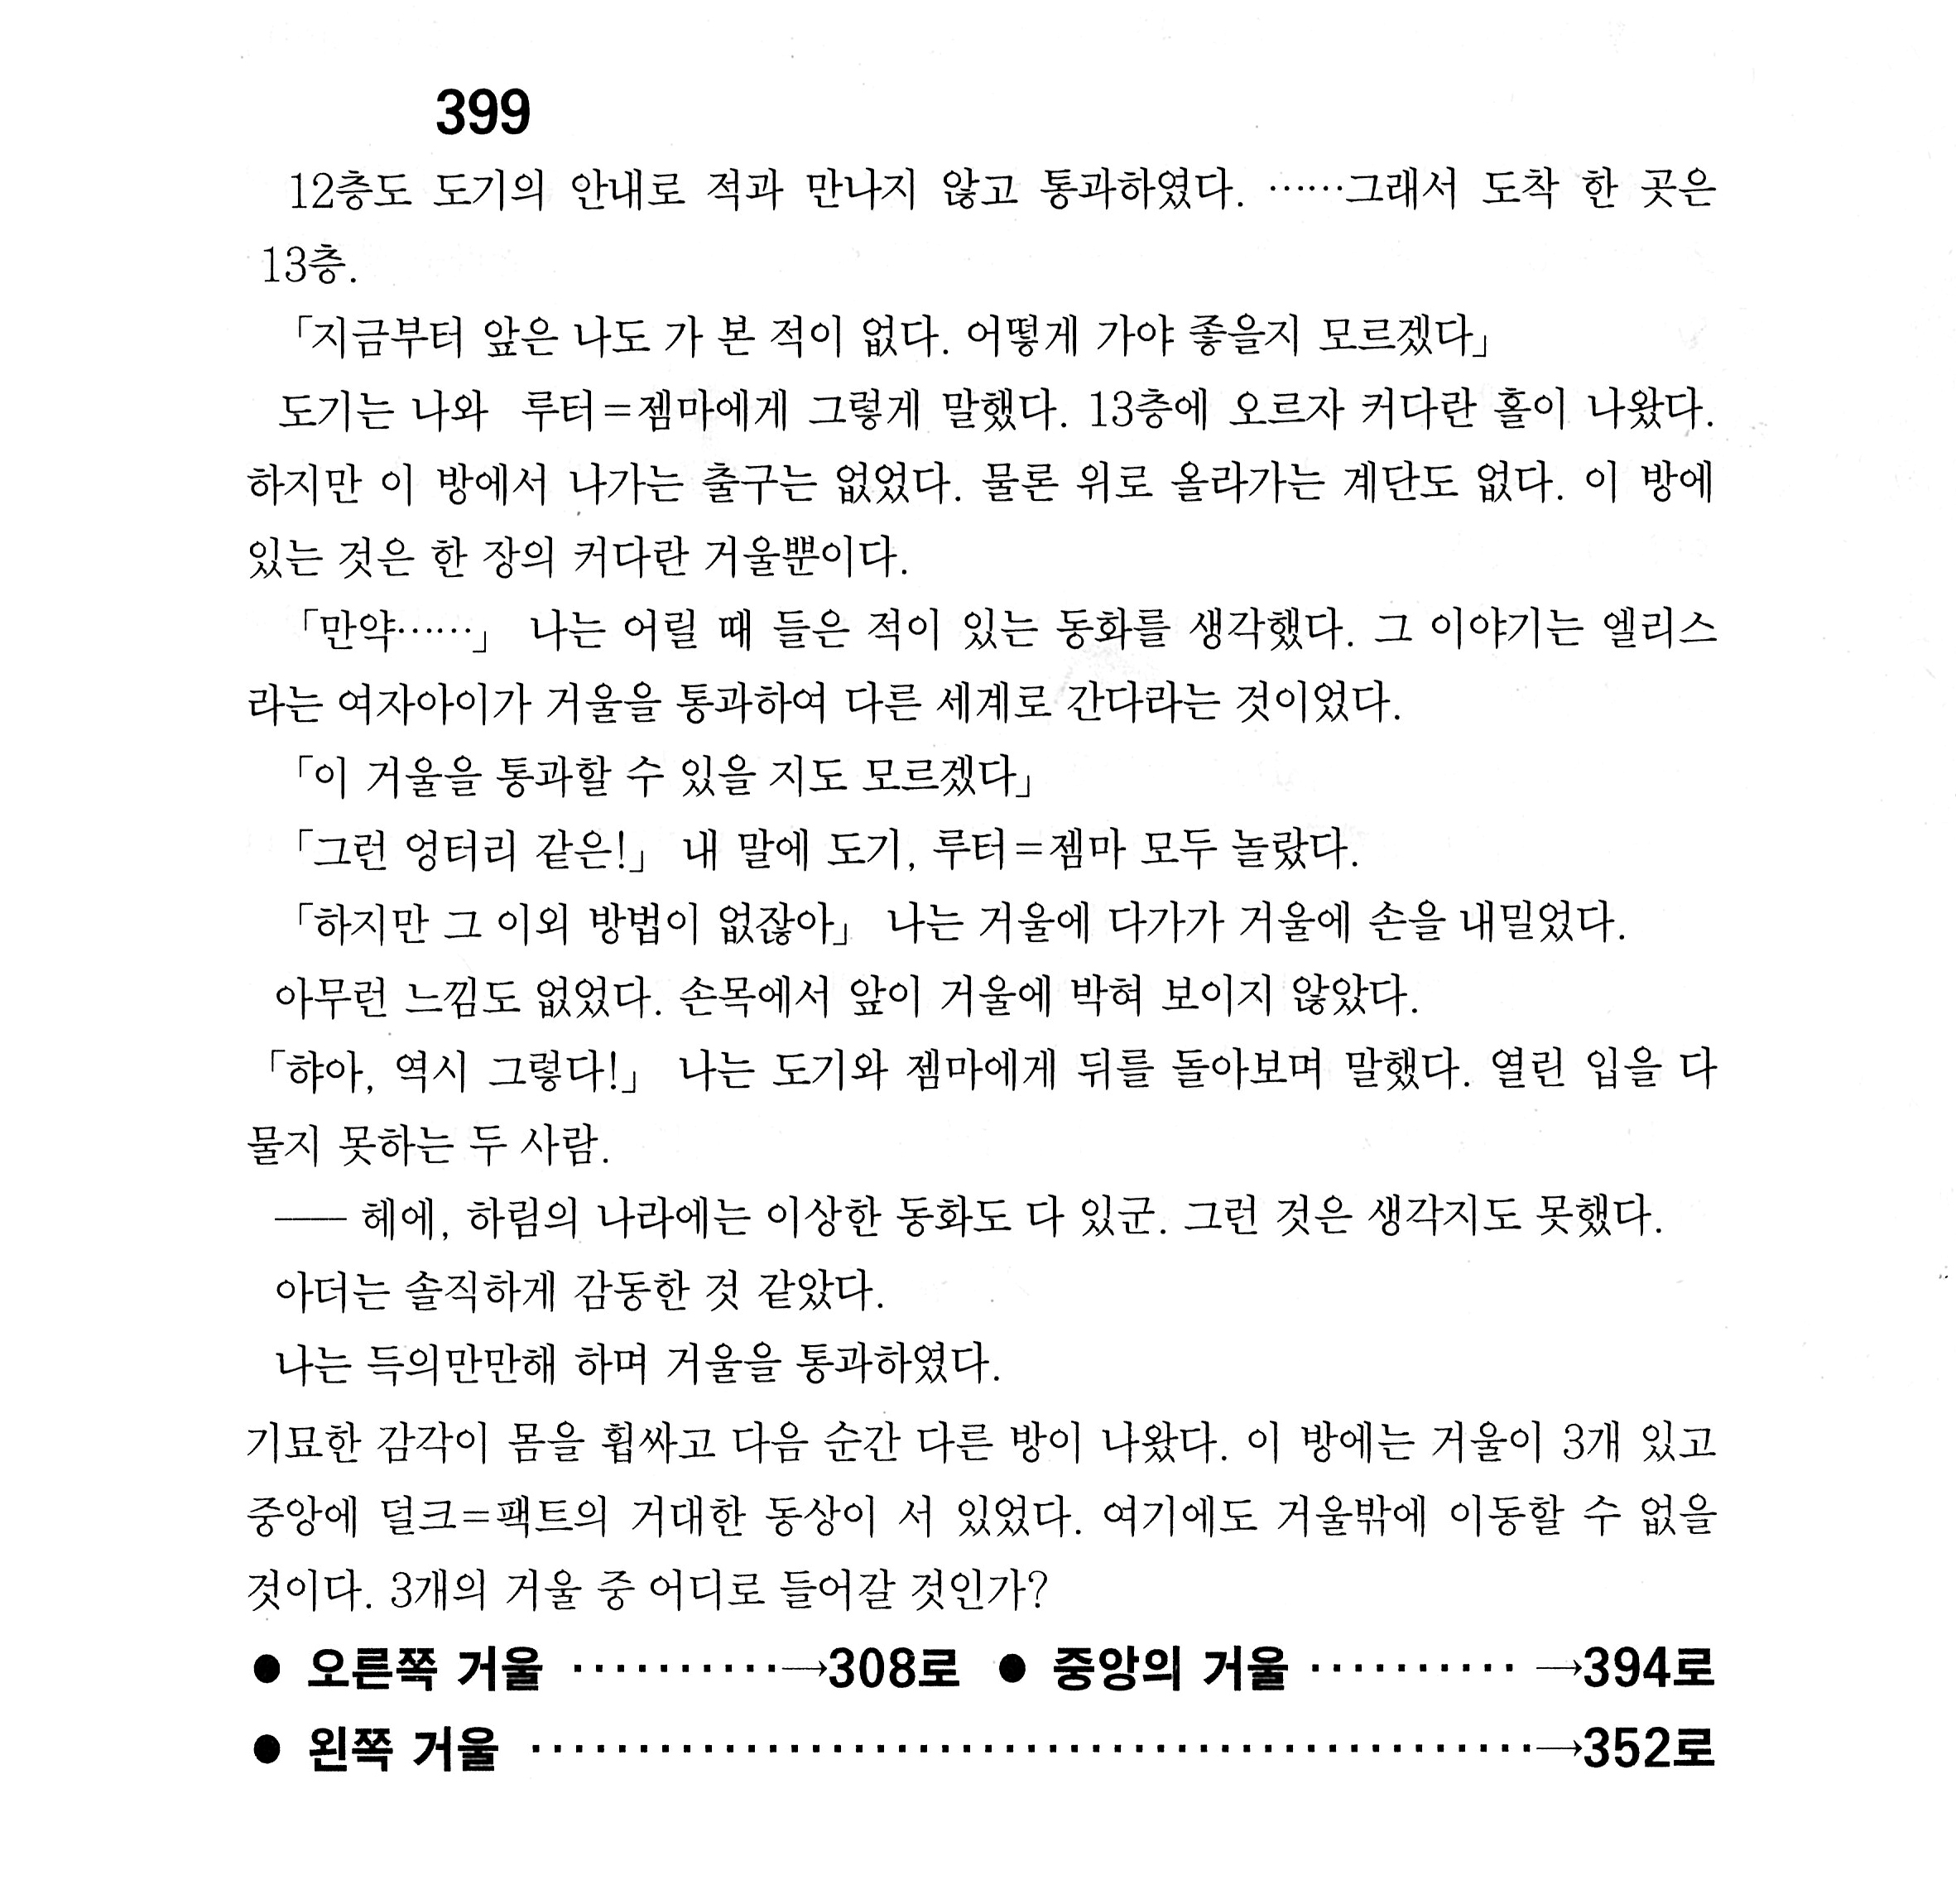 399
12층도 도기의 안내로 적과 만나지 않고 통과하였다. ……그래서 도착 한 곳은
13층.
「지금부터 앞은 나도 가 본 적이 없다. 어떻게 가야 좋을지 모르겠다」
도기는 나와 루터=젬마에게 그렇게 말했다. 13층에 오르자 커다란 홀이 나왔다.
하지만 이 방에서 나가는 출구는 없었다. 물론 위로 올라가는 계단도 없다. 이 방에
있는 것은 한 장의 커다란 거울뿐이다.
「만약……」 나는 어릴 때 들은 적이 있는 동화를 생각했다. 그 이야기는 엘리스
라는 여자아이가 거울을 통과하여 다른 세계로 간다라는 것이었다.
「이 거울을 통과할 수 있을 지도 모르겠다」
「그런 엉터리 같은!」 내 말에 도기, 루터=젬마 모두 놀랐다.
「하지만 그 이외 방법이 없잖아」 나는 거울에 다가가 거울에 손을 내밀었다.
아무런 느낌도 없었다. 손목에서 앞이 거울에 박혀 보이지 않았다.
「햐아, 역시 그렇다!」 나는 도기와 젬마에게 뒤를 돌아보며 말했다. 열린 입을 다
물지 못하는 두 사람.
── 헤에, 하림의 나라에는 이상한 동화도 다 있군. 그런 것은 생각지도 못했다.
아더는 솔직하게 감동한 것 같았다.
나는 득의만만해 하며 거울을 통과하였다.
기묘한 감각이 몸을 휩싸고 다음 순간 다른 방이 나왔다. 이 방에는 거울이 3개 있고
중앙에 덜크=팩트의 거대한 동상이 서 있었다. 여기에도 거울밖에 이동할 수 없을
것이다. 3개의 거울 중 어디로 들어갈 것인가?
● 오른쪽 거울 ··········→308로 ● 중앙의 거울 ·········· →394로
● 왼쪽 거울 ···············································→352로